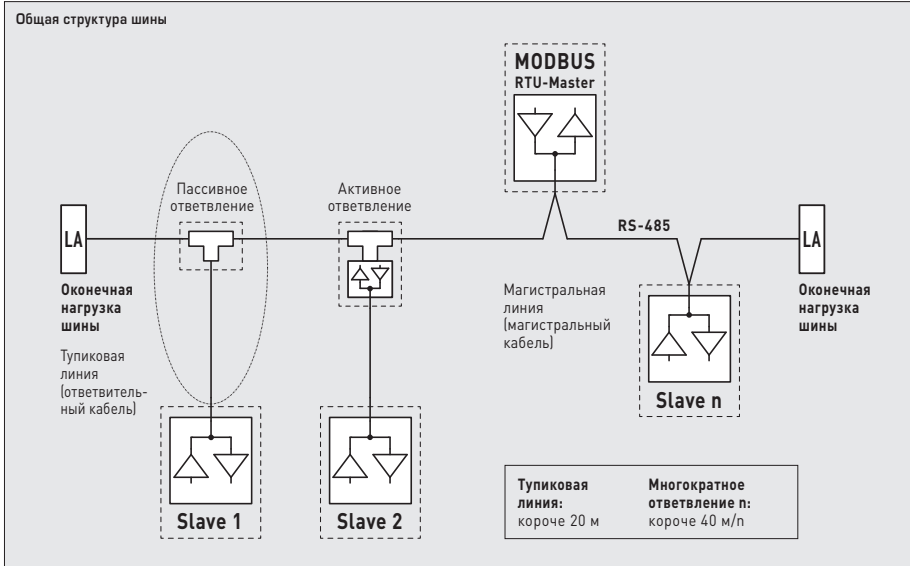 Общая структура шины
MODBUS
RTU-Master
Пассивное
ответвление
Активное
ответвление
LA
RS-485
LA
Оконечная
нагрузка
шины
Тупиковая
линия
(ответвитель-
ный кабель)
Магистральная
линия
(магистральный
кабель)
Оконечная
нагрузка
шины
Slave n
Slave 1
Slave 2
Тупиковая
линия:
короче 20 м
Многократное
ответвление n:
короче 40 м/n